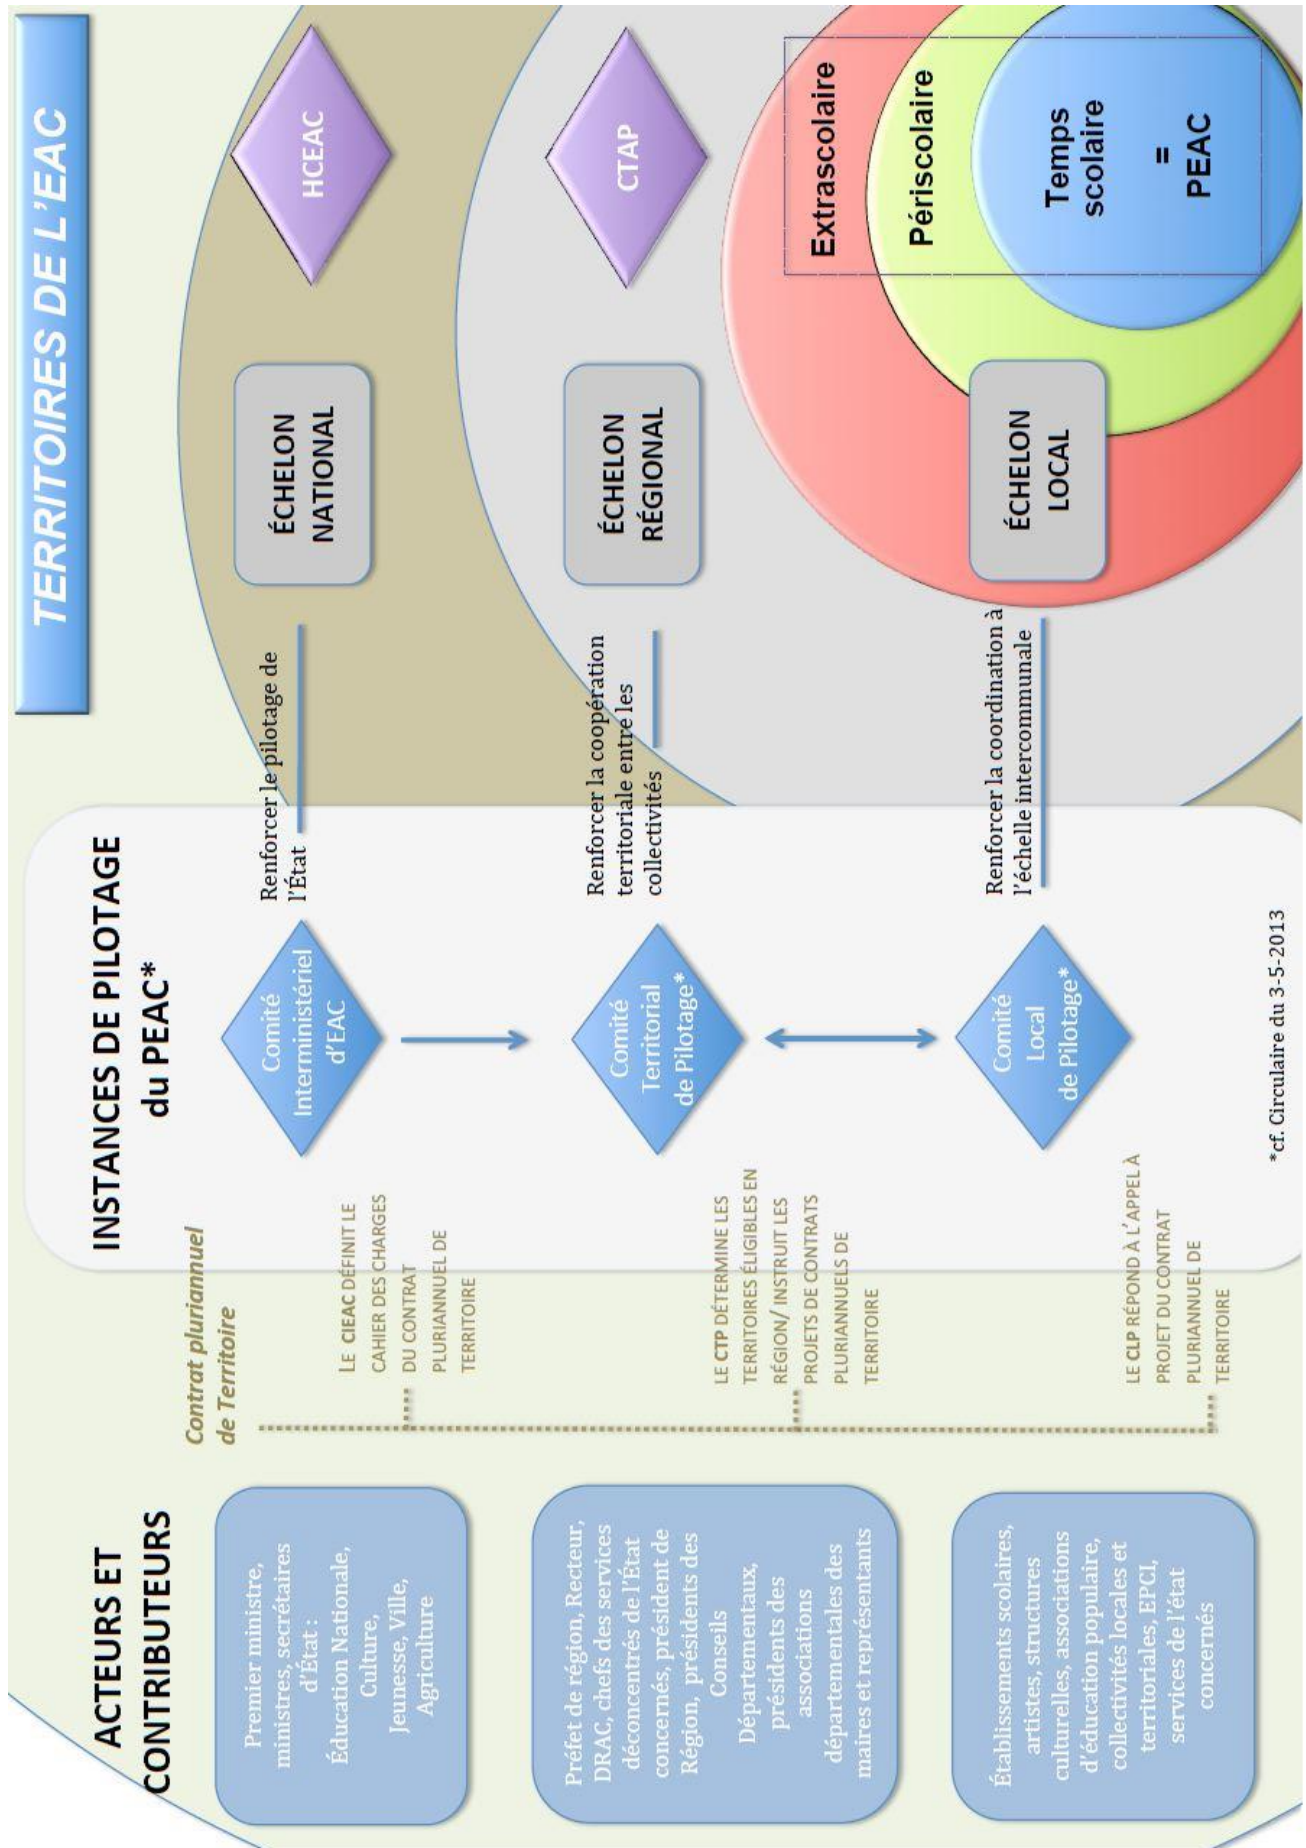 TERRITOIRES DE L'EAC
ACTEURS ET
CONTRIBUTEURS
Contrat pluriannuel
de Territoire
INSTANCES DE PILOTAGE
du PEAC*
Premier ministre,
ministres, secrétaires
d'État :
Éducation Nationale,
Culture,
Jeunesse, Ville,
Agriculture
LE CIEAC DÉFINIT LE
CAHIER DES CHARGES
DU CONTRAT
PLURIANNUEL DE
TERRITOIRE
Comité
Interministériel
d'EAC
Renforcer le pilotage de
l'État
ÉCHELON
NATIONAL
HCEAC
Préfet de région, Recteur,
DRAC, chefs des services
déconcentrés de l'État
concernés, président de
Région, présidents des
Conseils
Départementaux,
présidents des
associations
départementales des
maires et représentants
LE CTP DÉTERMINE LES
TERRITOIRES ÉLIGIBLES EN
RÉGION/ INSTRUIT LES
PROJETS DE CONTRATS
PLURIANNUELS DE
TERRITOIRE
Comité
Territorial
de Pilotage*
Renforcer la coopération
territoriale entre les
collectivités
ÉCHELON
RÉGIONAL
CTAP
Établissements scolaires,
artistes, structures
culturelles, associations
d'éducation populaire,
collectivités locales et
territoriales, EPCI,
services de l'état
concernés
LE CLP RÉPOND À L'APPEL À
PROJET DU CONTRAT
PLURIANNUEL DE
TERRITOIRE
Comité
Local
de Pilotage*
Renforcer la coordination à
l'échelle intercommunale
ÉCHELON
LOCAL
Extrascolaire
Périscolaire
Temps
scolaire
=
PEAC
*cf. Circulaire du 3-5-2013